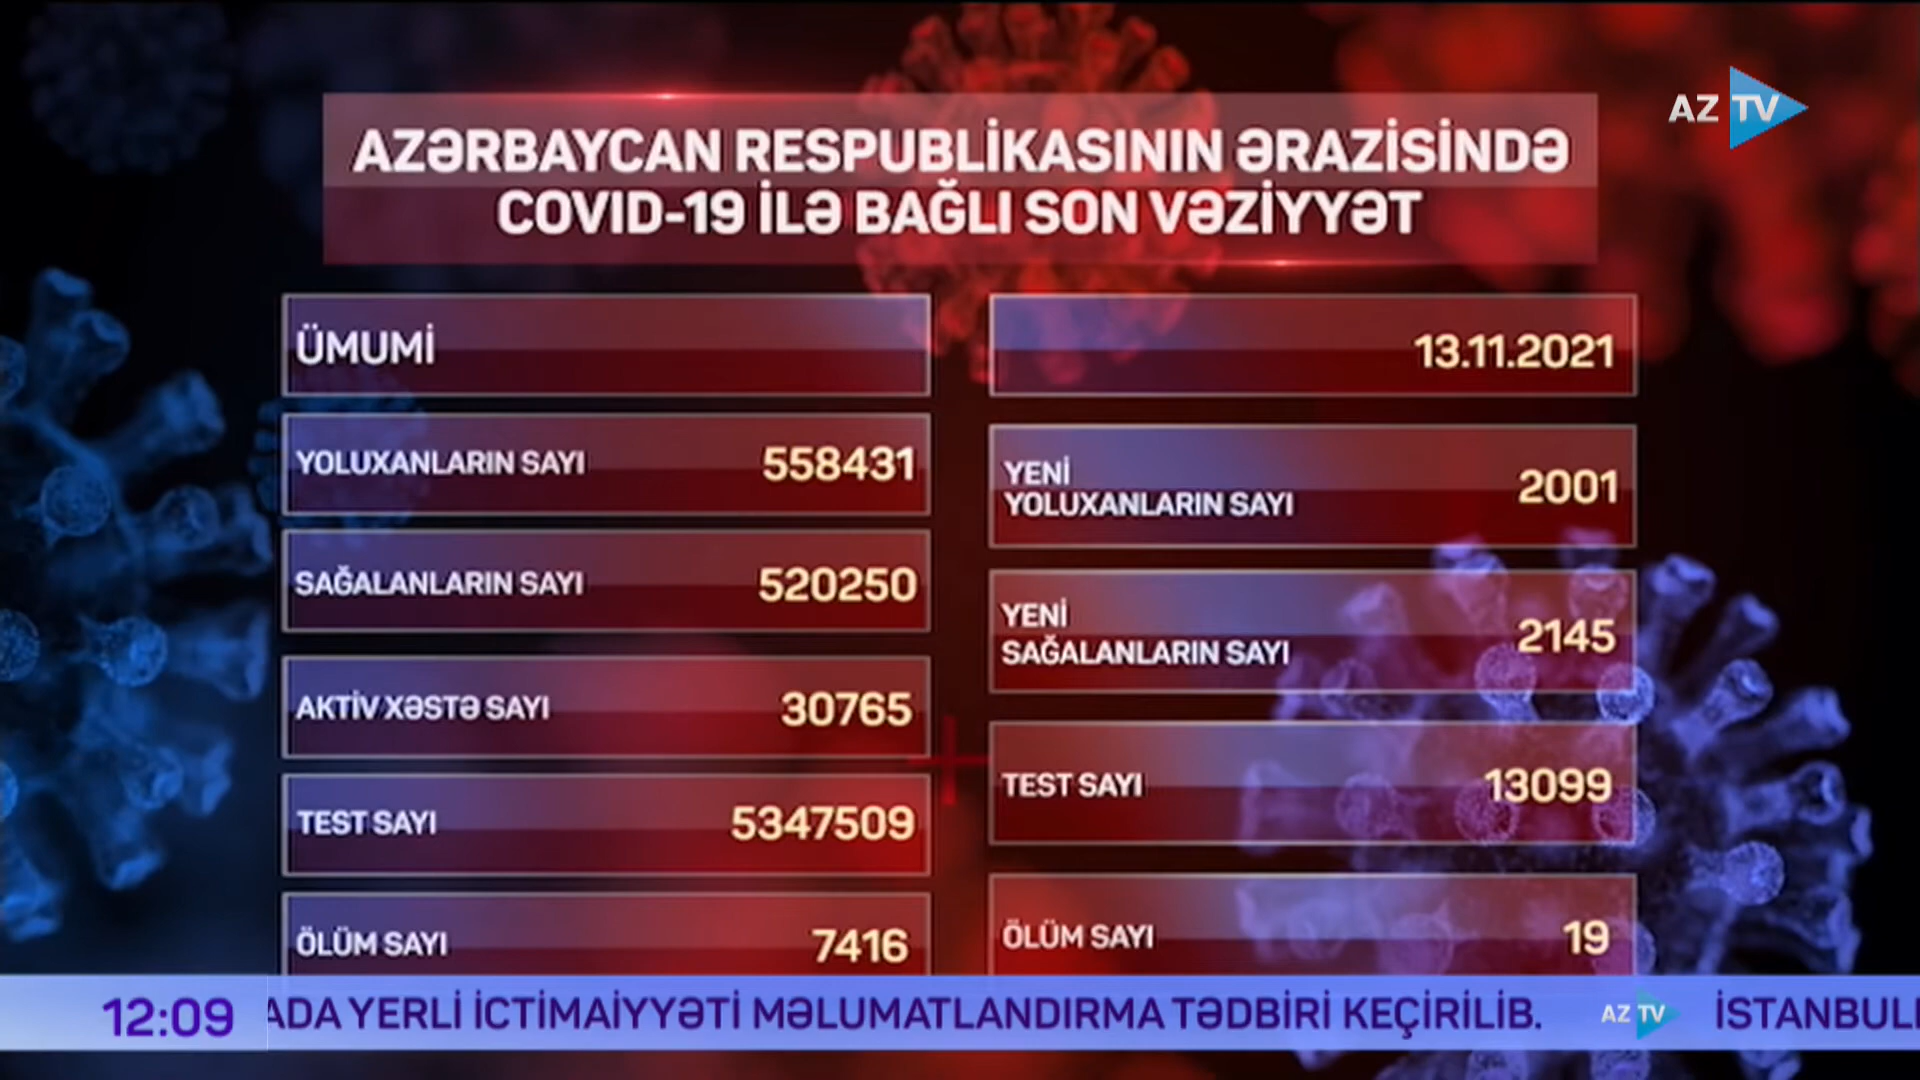 AZ TV
AZƏRBAYCAN RESPUBLİKASININ ƏRAZİSİNDƏ
COVID-19 İLƏ BAĞLI SON VƏZİYYƏT
ÜMUMİ
YOLUXANLARIN SAYI 558431
SAĞALANLARIN SAYI 520250
AKTİV XƏSTƏ SAYI 30765
TEST SAYI 5347509
ÖLÜM SAYI 7416
13.11.2021
YENİ
YOLUXANLARIN SAYI 2001
YENİ
SAĞALANLARIN SAYI 2145
TEST SAYI 13099
ÖLÜM SAYI 19
12:09 ADA YERLİ İCTİMAİYYƏTİ MƏLUMATLANDIRMA TƏDBİRİ KEÇİRİLİB. AZ TV İSTANBUL